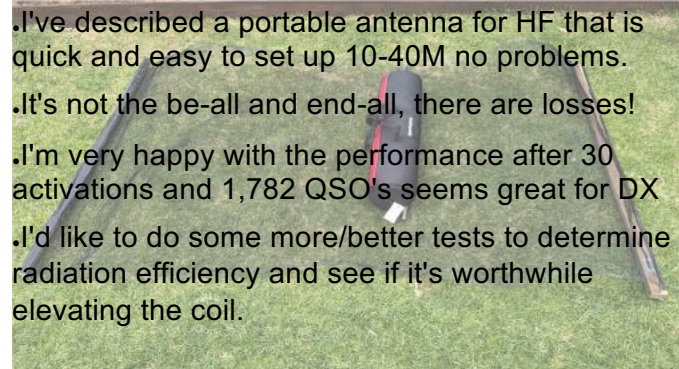 •I've described a portable antenna for HF that is
quick and easy to set up 10-40M no problems.
•It's not the be-all and end-all, there are losses!
•I'm very happy with the performance after 30
activations and 1,782 QSO's seems great for DX
•I'd like to do some more/better tests to determine
radiation efficiency and see if it's worthwhile
elevating the coil.